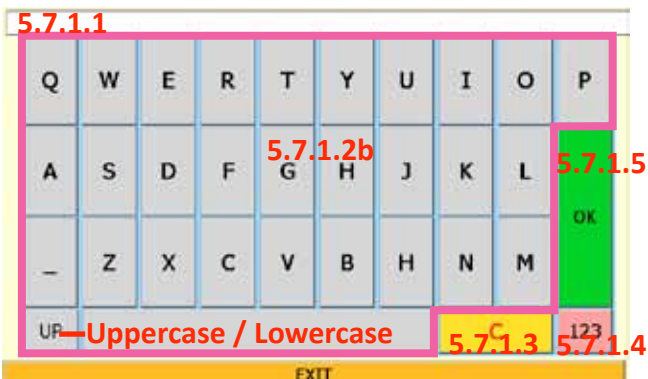 5.7.1.1
Q W E R T Y U I O P
5.7.1.2b
A S D F G H J K L 5.7.1.5
OK
_ Z X C V B H N M
UP Uppercase / Lowercase C 123
5.7.1.3 5.7.1.4
EXIT